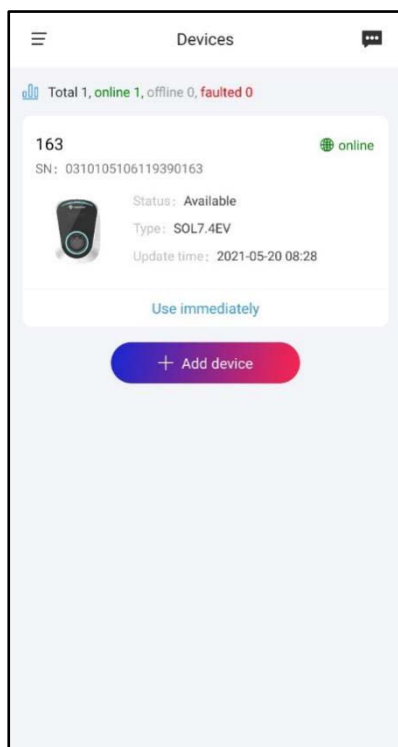 Devices
Total 1, online 1, offline 0, faulted 0
163
online
SN: 0310105106119390163
Status: Available
Type: SOL7.4EV
Update time: 2021-05-20 08:28
Use immediately
+ Add device